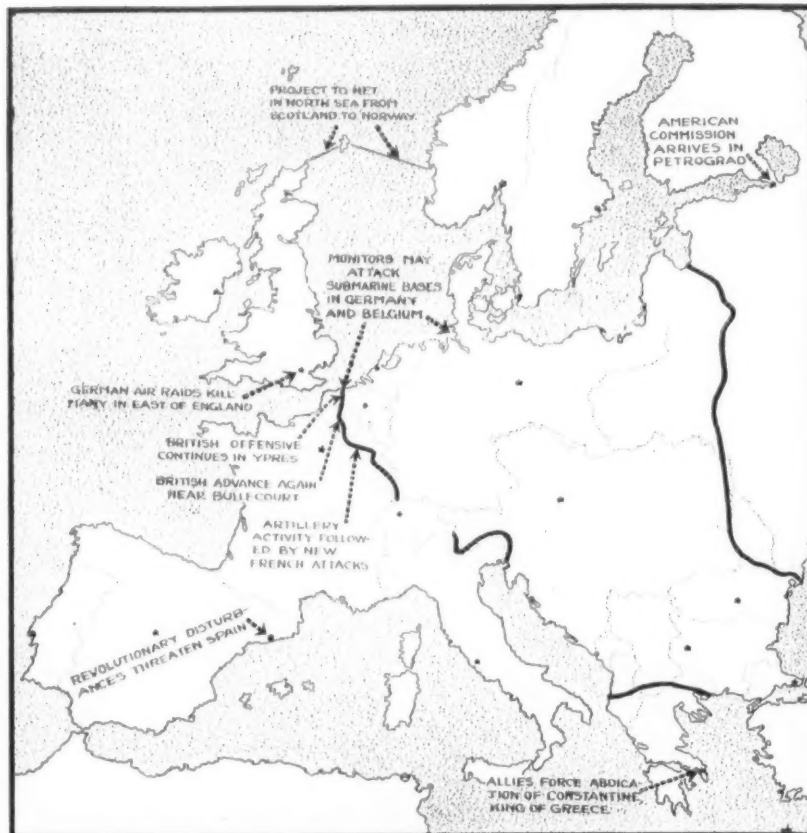 PROJECT TO NET
IN NORTH SEA FROM
SCOTLAND TO NORWAY
AMERICAN
COMMISSION
ARRIVES IN
PETROGRAD
MONITORS MAY
ATTACK
SUBMARINE BASES
IN GERMANY
AND BELGIUM
GERMAN AIR RAIDS KILL
MANY IN EAST OF ENGLAND
BRITISH OFFENSIVE
CONTINUES IN YPRES
BRITISH ADVANCE AGAIN
NEAR BULLECOURT
ARTILLERY
ACTIVITY FOLLOW-
ED BY NEW
FRENCH ATTACKS
REVOLUTIONARY DISTURB-
ANCES THREATEN SPAIN
ALLIES FORCE ABDICA-
TION OF CONSTANTINE,
KING OF GREECE